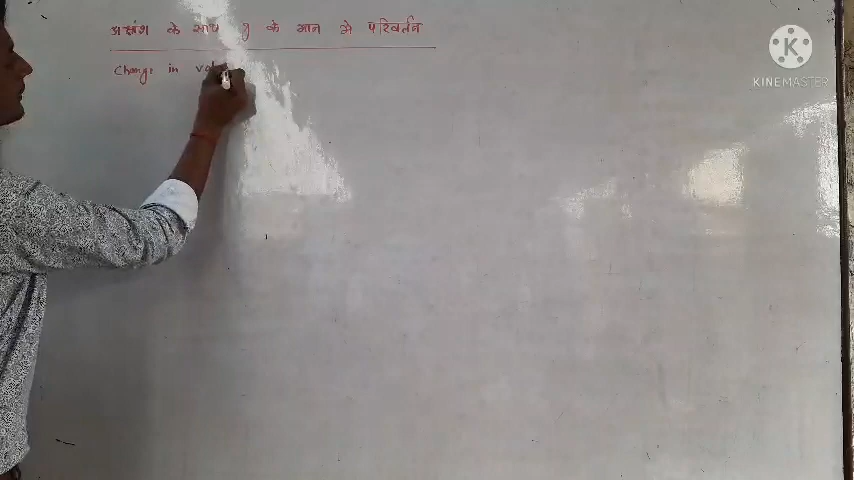 अक्षांश के साथ g के मान मे परिवर्तन
Change in
K
KINEMASTER